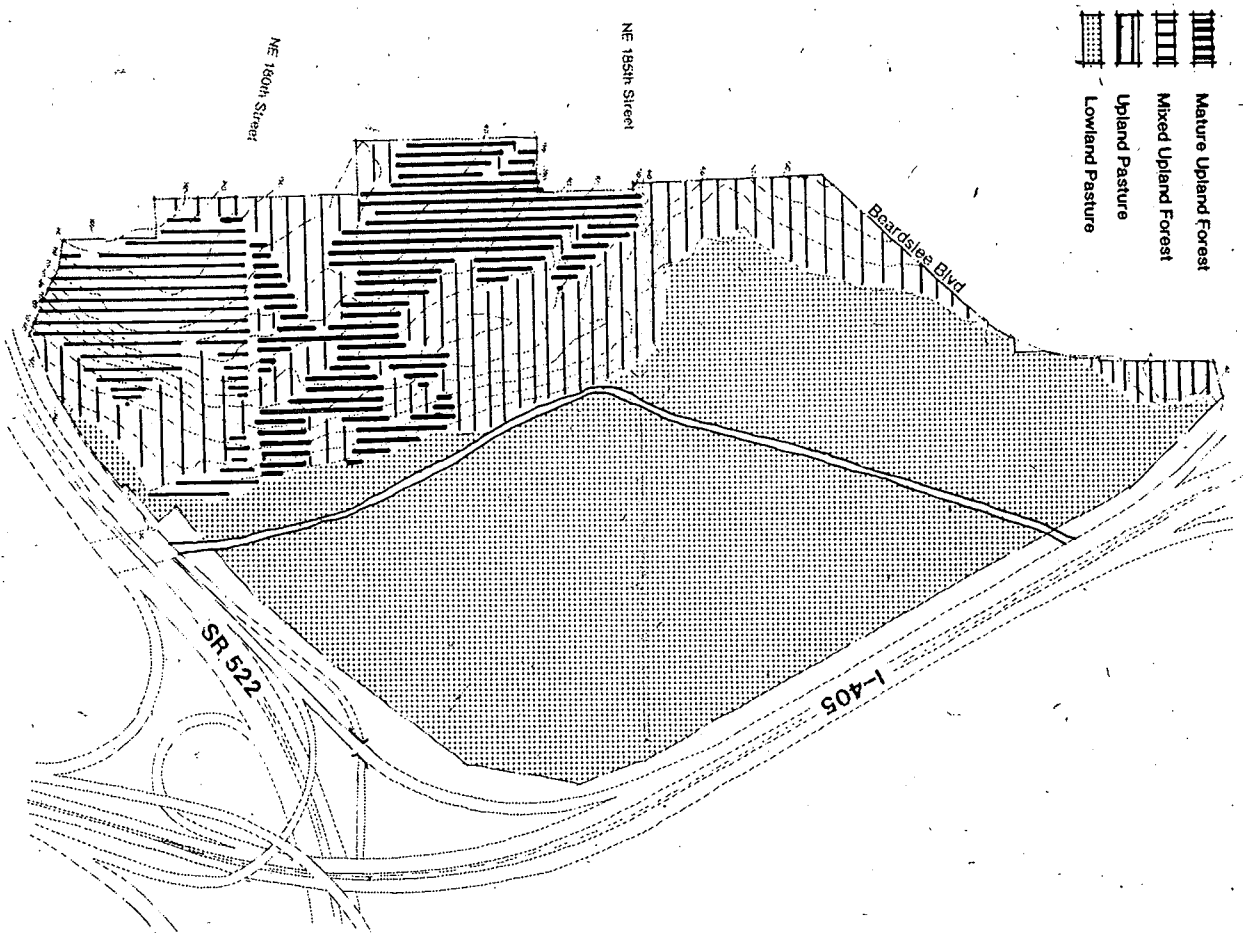 Mature Upland Forest
Mixed Upland Forest
Upland Pasture
Lowland Pasture
NE 185th Street
NE 180th Street
Beardslee Blvd
I-405
SR 522